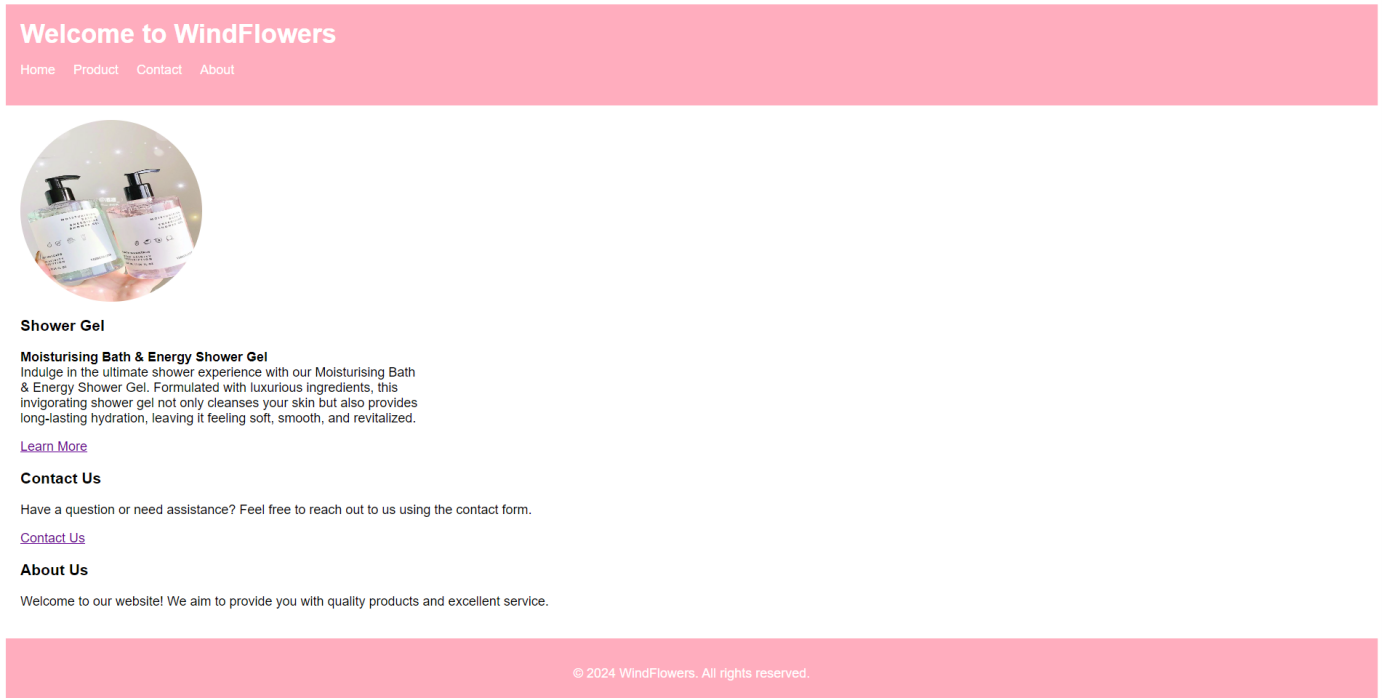 Welcome to WindFlowers
Home Product Contact About
Shower Gel
Moisturising Bath & Energy Shower Gel
Indulge in the ultimate shower experience with our Moisturising Bath
& Energy Shower Gel. Formulated with luxurious ingredients, this
invigorating shower gel not only cleanses your skin but also provides
long-lasting hydration, leaving it feeling soft, smooth, and revitalized.
Learn More
Contact Us
Have a question or need assistance? Feel free to reach out to us using the contact form.
Contact Us
About Us
Welcome to our website! We aim to provide you with quality products and excellent service.
© 2024 WindFlowers. All rights reserved.